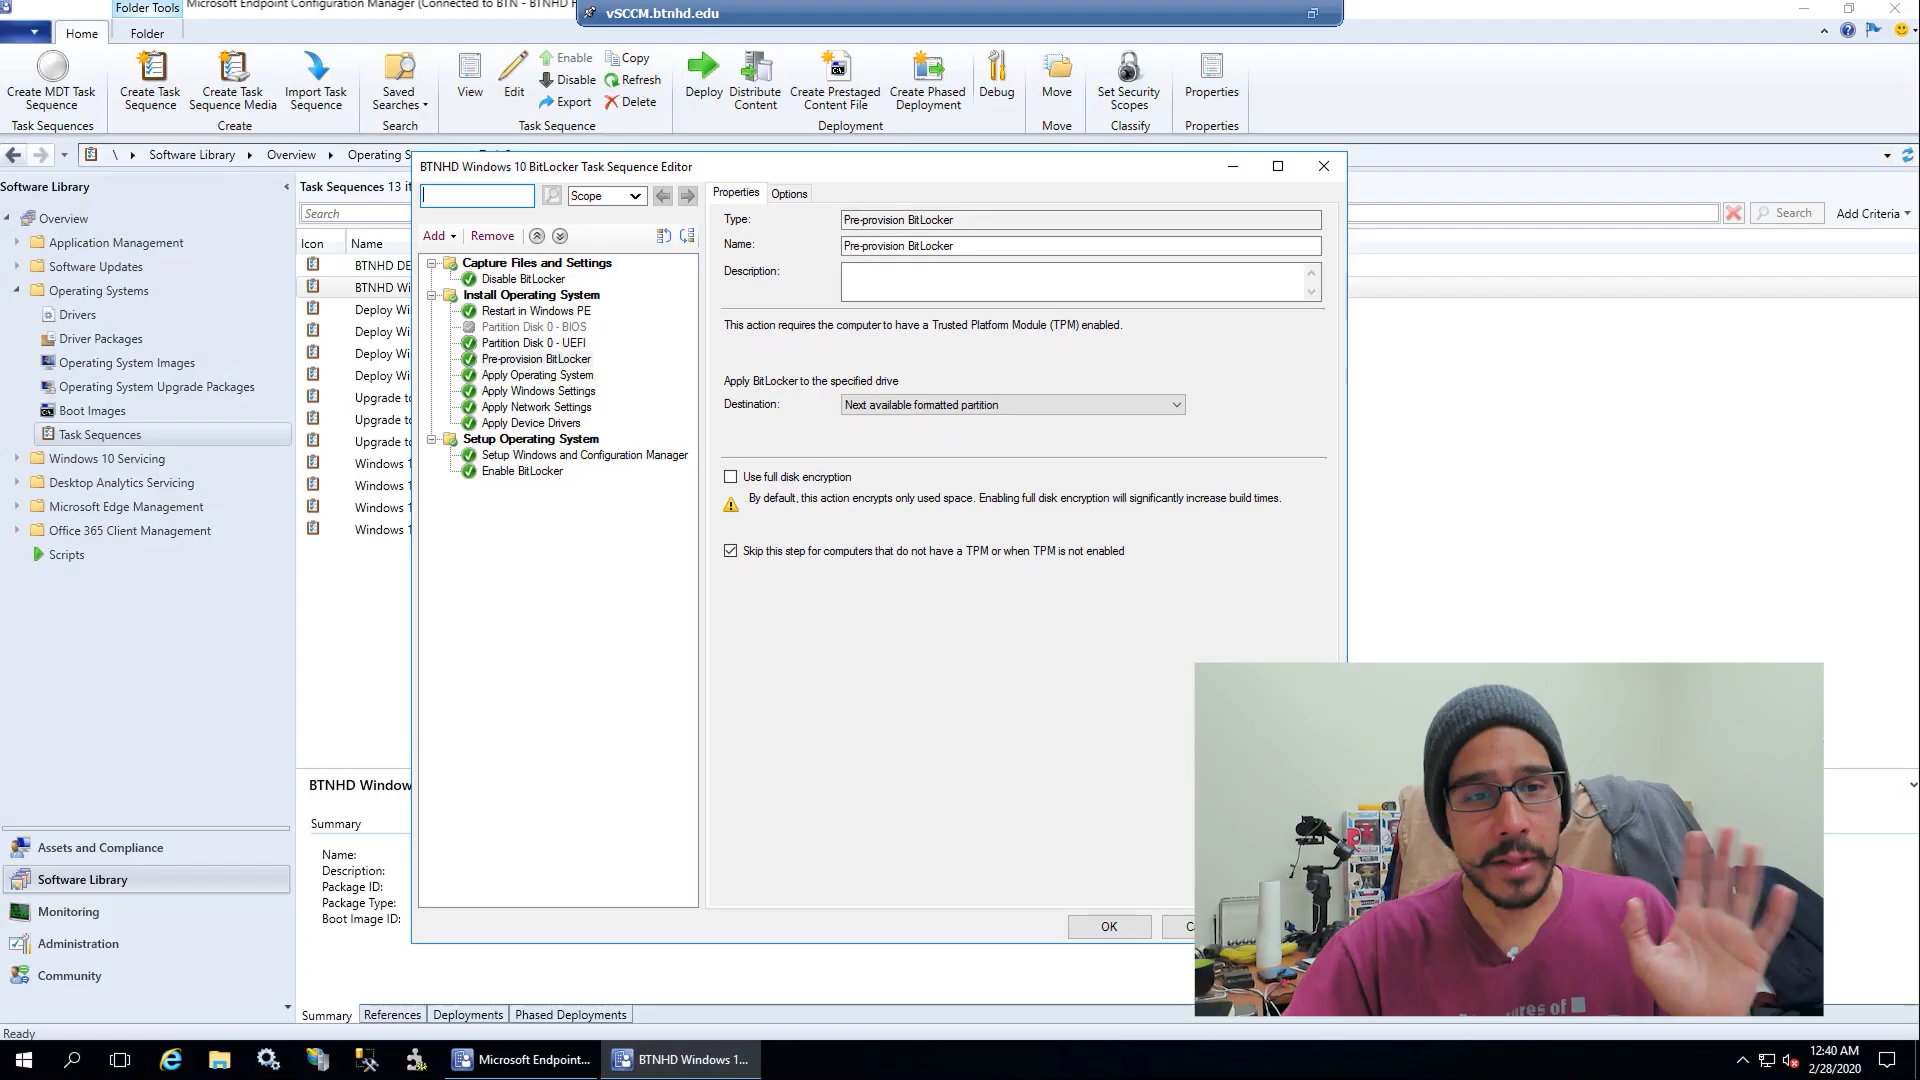 Folder Tools
Microsoft Endpoint Configuration Manager (Connected to BTN - BTNHD
vSCCM.btnhd.edu
Home
Folder
Create MDT Task Sequence
Create Task Sequence
Create Task Sequence Media
Import Task Sequence
Saved Searches
View
Edit
Enable
Disable
Export
Copy
Refresh
Delete
Deploy
Distribute Content
Create Prestaged Content File
Create Phased Deployment
Debug
Move
Set Security Scopes
Properties
Task Sequences
Create
Search
Task Sequence
Deployment
Move
Classify
Properties
\
Software Library
Overview
Operating S
Software Library
Overview
Application Management
Software Updates
Operating Systems
Drivers
Driver Packages
Operating System Images
Operating System Upgrade Packages
Boot Images
Task Sequences
Windows 10 Servicing
Desktop Analytics Servicing
Microsoft Edge Management
Office 365 Client Management
Scripts
Assets and Compliance
Software Library
Monitoring
Administration
Community
Ready
Task Sequences 13 it
Search
Search
Add Criteria
Icon
Name
BTNHD DE
BTNHD Wi
Deploy Wi
Deploy Wi
Deploy Wi
Deploy Wi
Upgrade to
Upgrade to
Upgrade to
Windows 1
Windows 1
Windows 1
Windows 1
BTNHD Window
Summary
Name:
Description:
Package ID:
Package Type:
Boot Image ID:
Summary
References
Deployments
Phased Deployments
BTNHD Windows 10 BitLocker Task Sequence Editor
Scope
Add
Remove
Capture Files and Settings
Disable BitLocker
Install Operating System
Restart in Windows PE
Partition Disk 0 - BIOS
Partition Disk 0 - UEFI
Pre-provision BitLocker
Apply Operating System
Apply Windows Settings
Apply Network Settings
Apply Device Drivers
Setup Operating System
Setup Windows and Configuration Manager
Enable BitLocker
Properties
Options
Type:
Pre-provision BitLocker
Name:
Pre-provision BitLocker
Description:
This action requires the computer to have a Trusted Platform Module (TPM) enabled.
Apply BitLocker to the specified drive
Destination:
Next available formatted partition
Use full disk encryption
By default, this action encrypts only used space. Enabling full disk encryption will significantly increase build times.
Skip this step for computers that do not have a TPM or when TPM is not enabled
OK
Microsoft Endpoint...
BTNHD Windows 1...
12:40 AM
2/28/2020